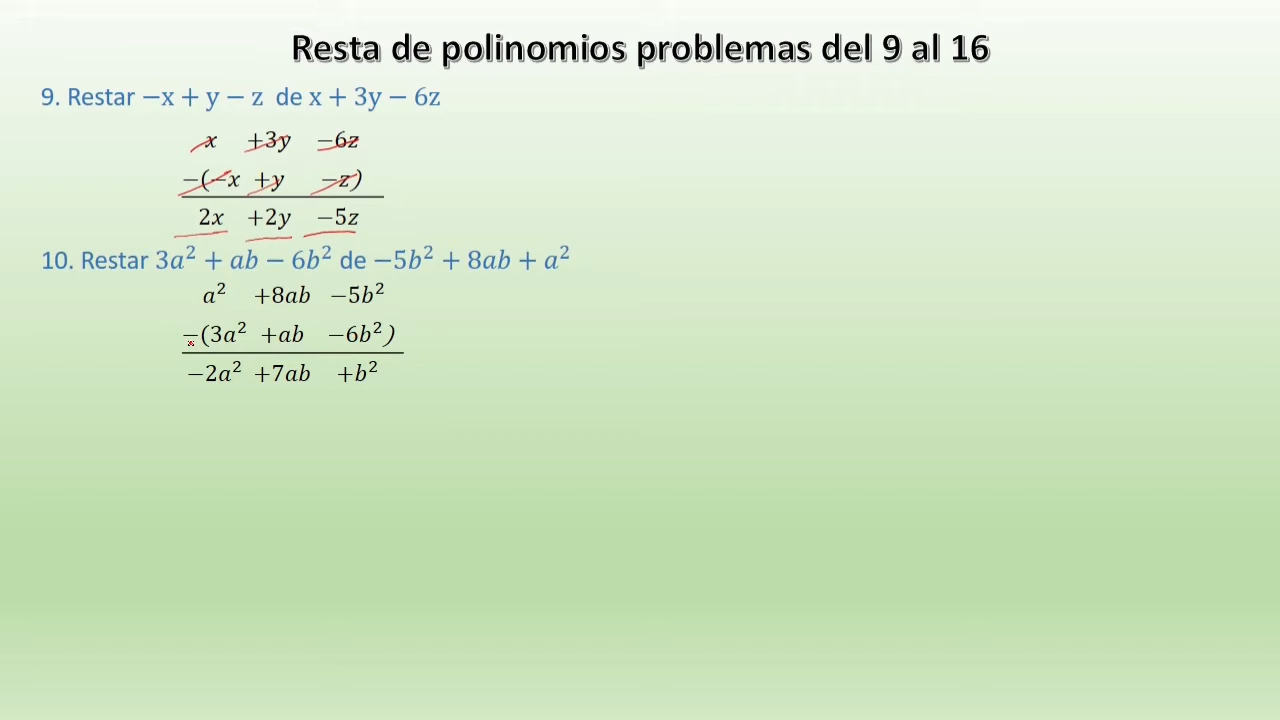 Resta de polinomios problemas del 9 al 16
9. Restar −x + y − z de x + 3y − 6z
x +3y −6z
−(−x +y −z)
2x +2y −5z
10. Restar 3a² + ab − 6b² de −5b² + 8ab + a²
a² +8ab −5b²
−(3a² +ab −6b²)
−2a² +7ab +b²